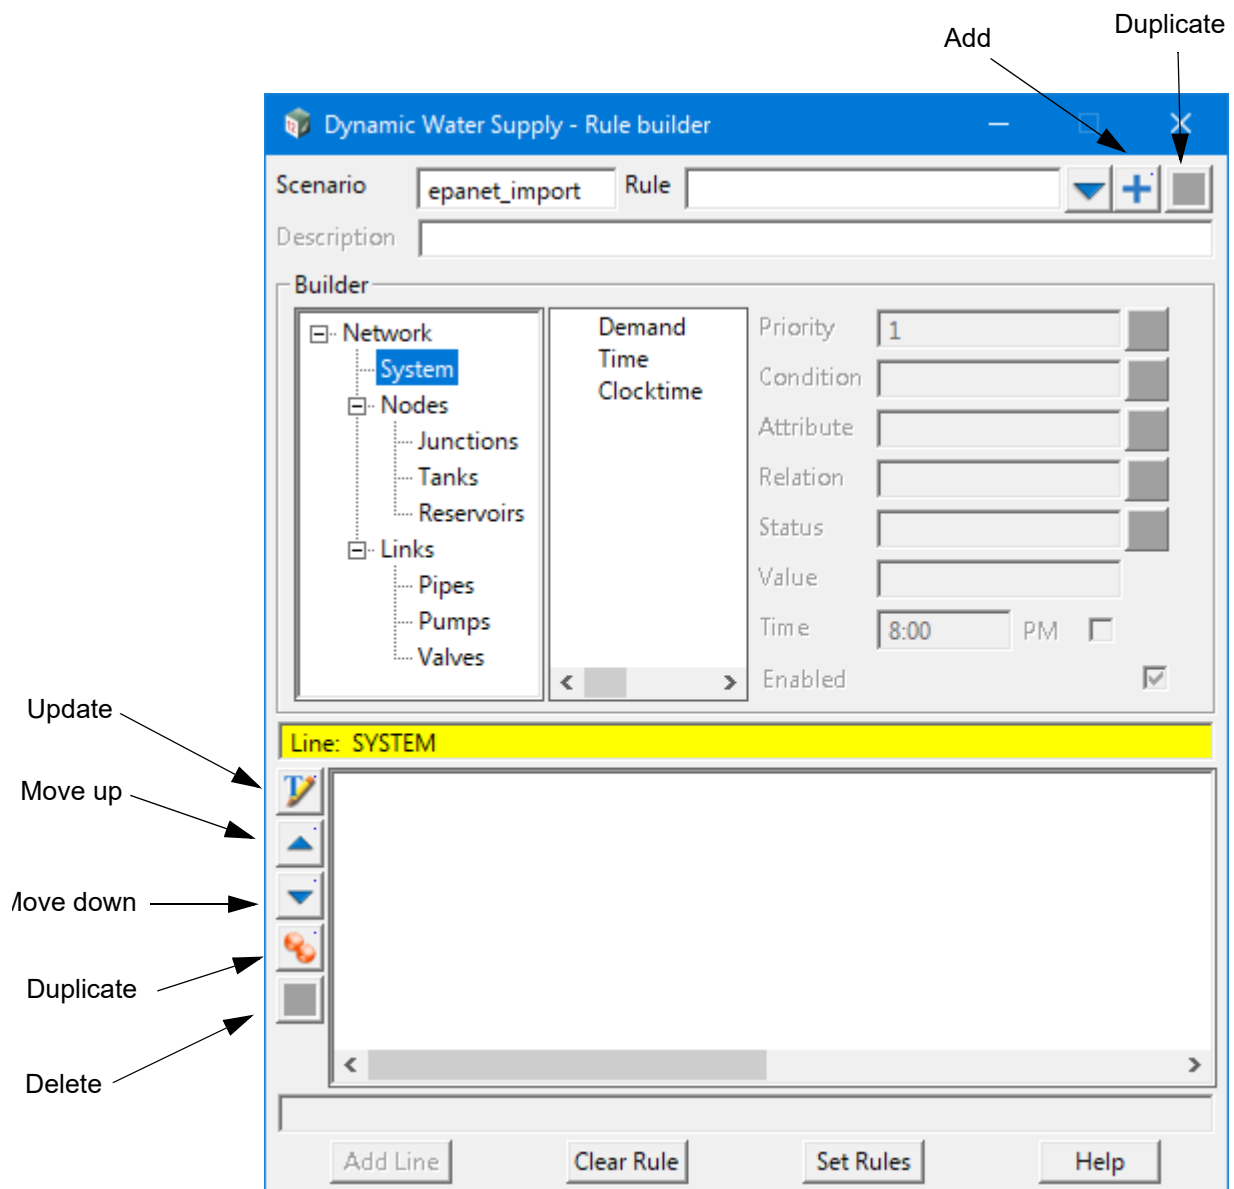 Add
Duplicate
Dynamic Water Supply - Rule builder
Scenario epanet_import Rule
Description
Builder
Network
System
Nodes
Junctions
Tanks
Reservoirs
Links
Pipes
Pumps
Valves
Demand
Time
Clocktime
Priority 1
Condition
Attribute
Relation
Status
Value
Time 8:00 PM
Enabled
Line: SYSTEM
Update
Move up
Move down
Duplicate
Delete
Add Line Clear Rule Set Rules Help